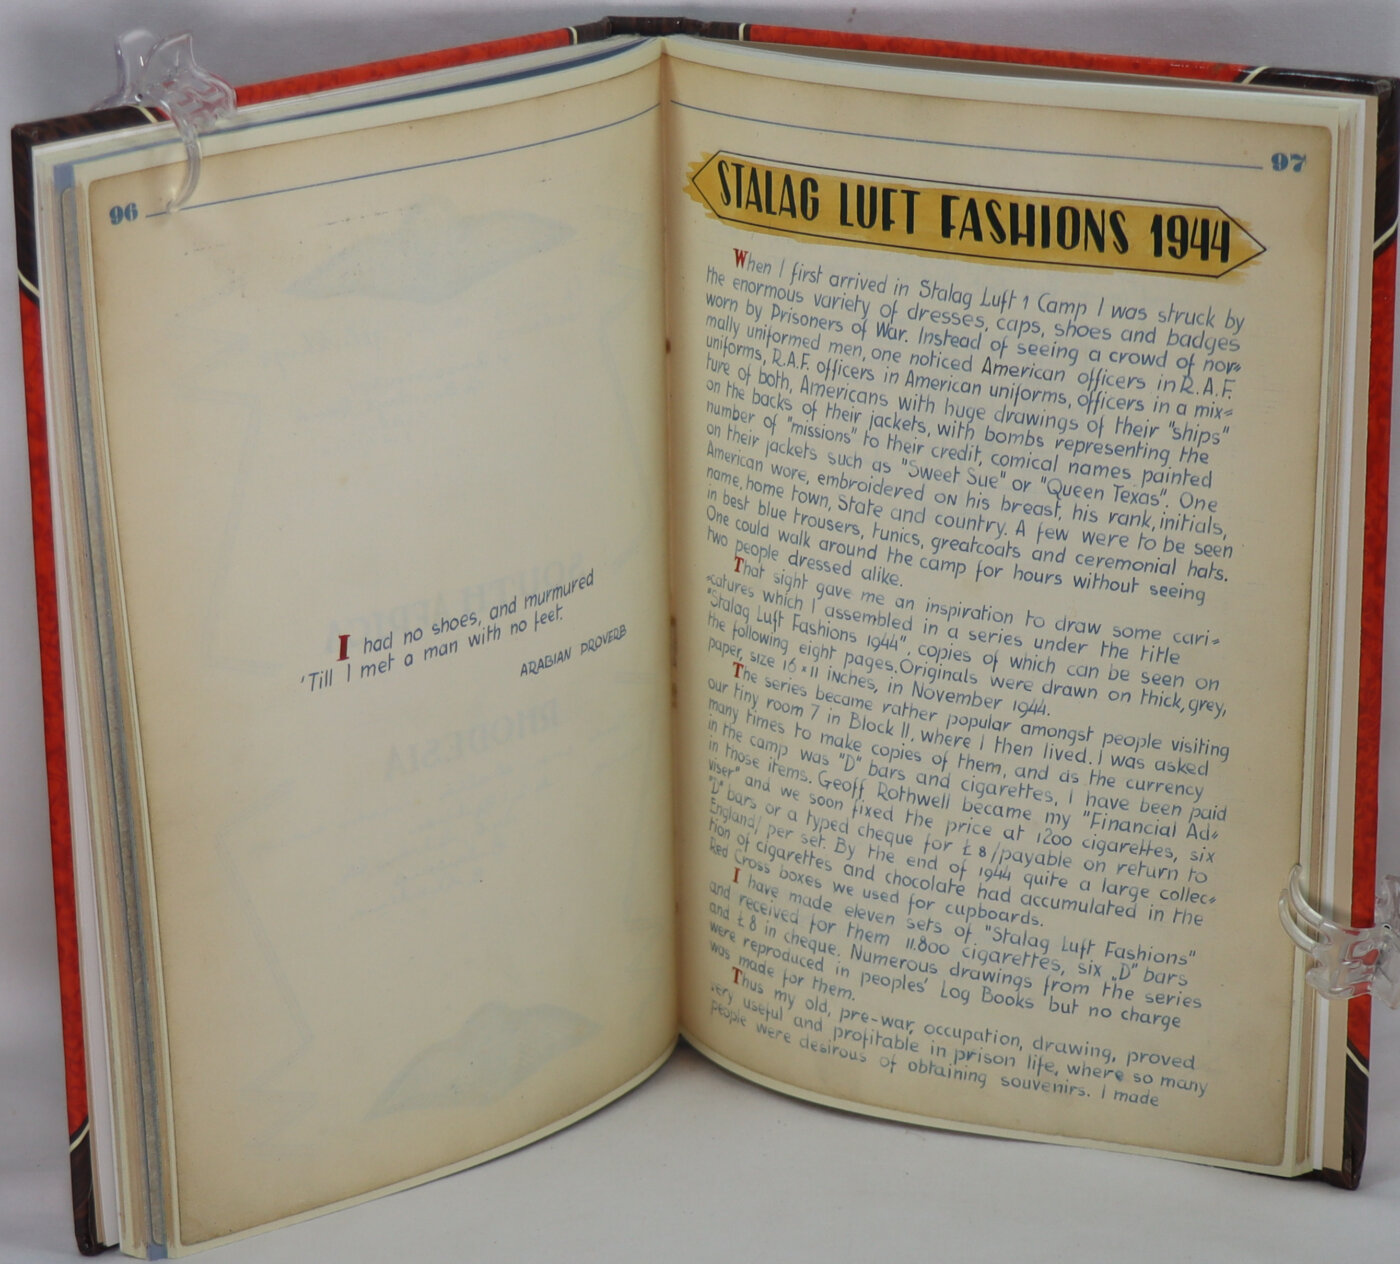 96
I had no shoes, and murmured
'Till I met a man with no feet.
ARABIAN PROVERB
97
STALAG LUFT FASHIONS 1944
When I first arrived in Stalag Luft 1 Camp I was struck by
the enormous variety of dresses, caps, shoes and badges
worn by Prisoners of War. Instead of seeing a crowd of nor=
mally uniformed men, one noticed American officers in R.A.F.
uniforms, R.A.F. officers in American uniforms, officers in a mix=
ture of both, Americans with huge drawings of their "ships"
on the backs of their jackets, with bombs representing the
number of "missions" to their credit, comical names painted
on their jackets such as "Sweet Sue" or "Queen Texas". One
American wore, embroidered on his breast, his rank, initials,
name, home town, State and country. A few were to be seen
in best blue trousers, tunics, greatcoats and ceremonial hats.
One could walk around the camp for hours without seeing
two people dressed alike.
That sight gave me an inspiration to draw some cari=
=catures which I assembled in a series under the title
"Stalag Luft Fashions 1944", copies of which can be seen on
the following eight pages. Originals were drawn on thick, grey,
paper, size 16 × 11 inches, in November 1944.
The series became rather popular amongst people visiting
our tiny room 7 in Block II, where I then lived. I was asked
many times to make copies of them, and as the currency
in the camp was "D" bars and cigarettes, I have been paid
in those items. Geoff Rothwell became my "Financial Ad=
viser" and we soon fixed the price at 1200 cigarettes, six
"D" bars or a typed cheque for £8 /payable on return to
England/ per set. By the end of 1944 quite a large collec=
tion of cigarettes and chocolate had accumulated in the
Red Cross boxes we used for cupboards.
I have made eleven sets of "Stalag Luft Fashions"
and received for them 11.800 cigarettes, six "D" bars
and £8 in cheque. Numerous drawings from the series
were reproduced in peoples' Log Books but no charge
was made for them.
Thus my old, pre-war, occupation, drawing, proved
very useful and profitable in prison life, where so many
people were desirous of obtaining souvenirs. I made